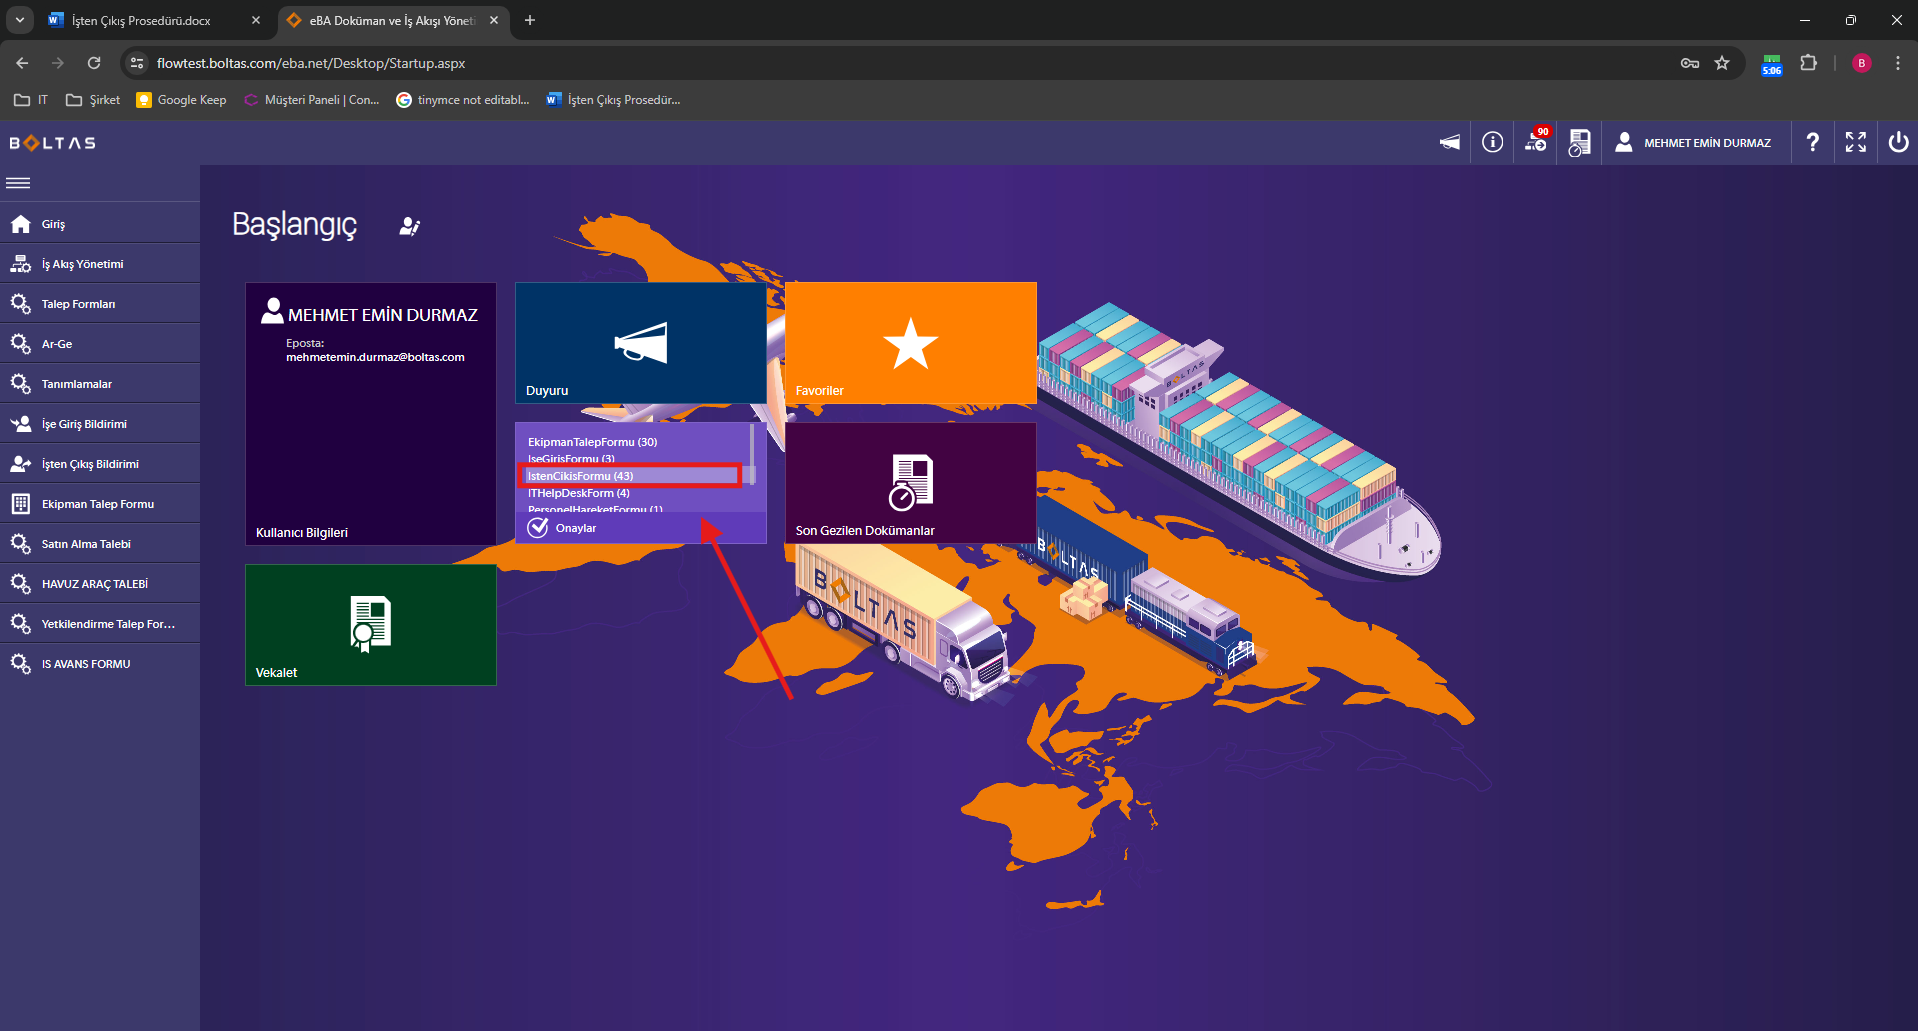 İşten Çıkış Prosedürü.docx
eBA Doküman ve İş Akışı Yöneti
flowtest.boltas.com/eba.net/Desktop/Startup.aspx
5:06
B
IT
Şirket
Google Keep
Müşteri Paneli | Con...
tinymce not editabl...
İşten Çıkış Prosedür...
BOLTAS
90
MEHMET EMİN DURMAZ
?
Başlangıç
Giriş
İş Akış Yönetimi
Talep Formları
Ar-Ge
Tanımlamalar
İşe Giriş Bildirimi
İşten Çıkış Bildirimi
Ekipman Talep Formu
Satın Alma Talebi
HAVUZ ARAÇ TALEBİ
Yetkilendirme Talep For...
IS AVANS FORMU
MEHMET EMİN DURMAZ
Eposta:
mehmetemin.durmaz@boltas.com
Kullanıcı Bilgileri
Duyuru
Favoriler
EkipmanTalepFormu (30)
IseGirisFormu (3)
IstenCikisFormu (43)
ITHelpDeskForm (4)
PersonelHareketFormu (1)
Onaylar
Son Gezilen Dokümanlar
Vekalet
BOLTAS
BOLTAS
BOLTAS